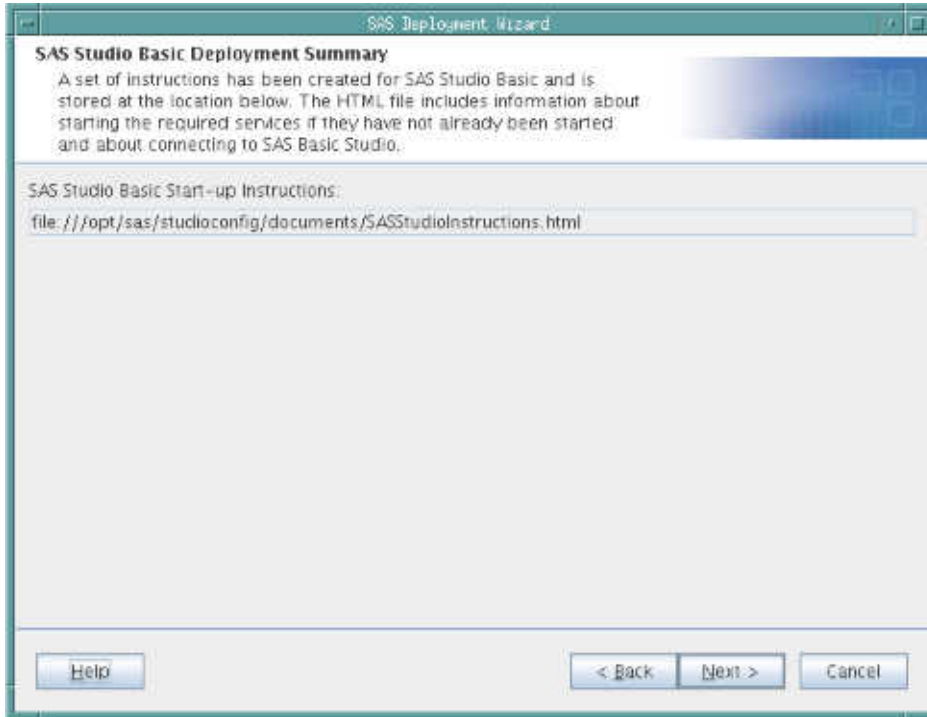 SAS Deployment Wizard
SAS Studio Basic Deployment Summary
A set of instructions has been created for SAS Studio Basic and is
stored at the location below. The HTML file includes information about
starting the required services if they have not already been started
and about connecting to SAS Basic Studio.
SAS Studio Basic Start-up Instructions:
file:///opt/sas/studioconfig/documents/SASStudioInstructions.html
Help
< Back
Next >
Cancel